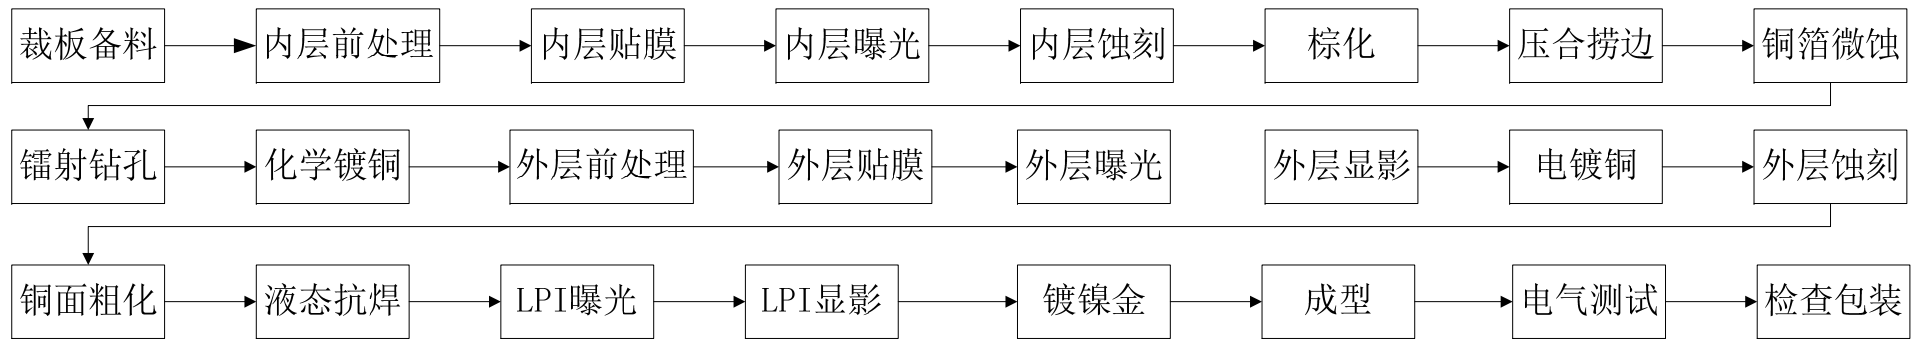 裁板备料 内层前处理 内层贴膜 内层曝光 内层蚀刻 棕化 压合捞边 铜箔微蚀
镭射钻孔 化学镀铜 外层前处理 外层贴膜 外层曝光 外层显影 电镀铜 外层蚀刻
铜面粗化 液态抗焊 LPI曝光 LPI显影 镀镍金 成型 电气测试 检查包装